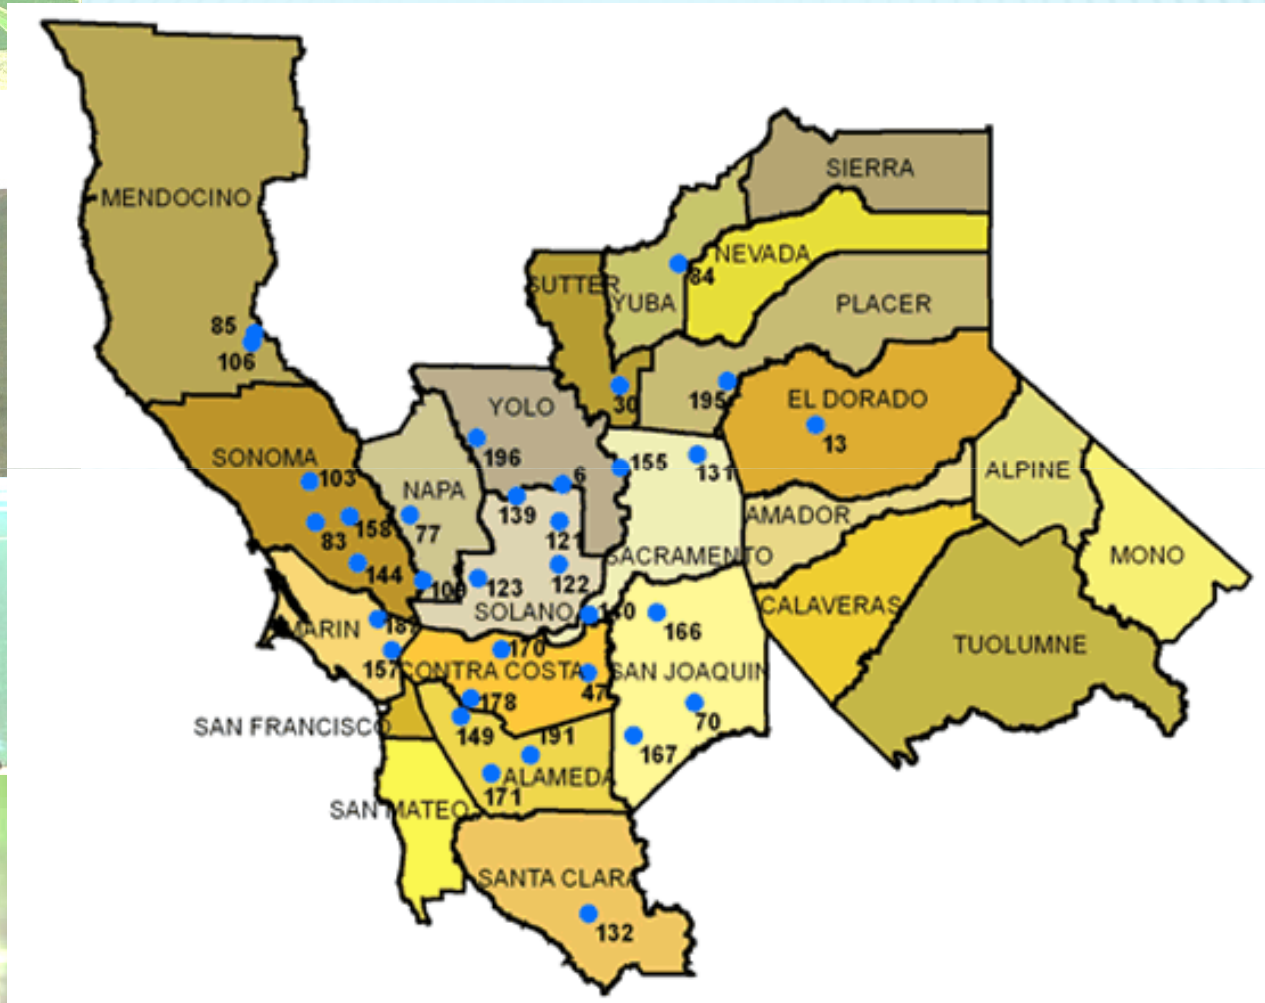 SIERRA
MENDOCINO
NEVADA
84
SUTTER
YUBA
PLACER
85
106
195
EL DORADO
30
YOLO
13
SONOMA
196
155
131
103
6
ALPINE
NAPA
139
AMADOR
158
77
83
121
SACRAMENTO
MONO
144
109
123
122
SOLANO
CALAVERAS
187
MARIN
166
170
TUOLUMNE
157
CONTRA COSTA
47
SAN JOAQUIN
178
70
SAN FRANCISCO
149
191
167
ALAMEDA
171
SAN MATEO
SANTA CLARA
132